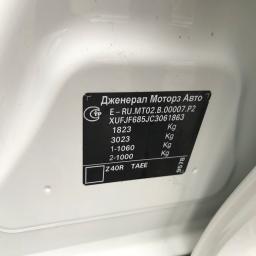 Дженерал Моторз Авто
E-RU.MT02.B.00007.P2
XUFJF685JC3061863
1823 Kg
3023 Kg
1-1060 Kg
2-1000 Kg
Z40R TAEE